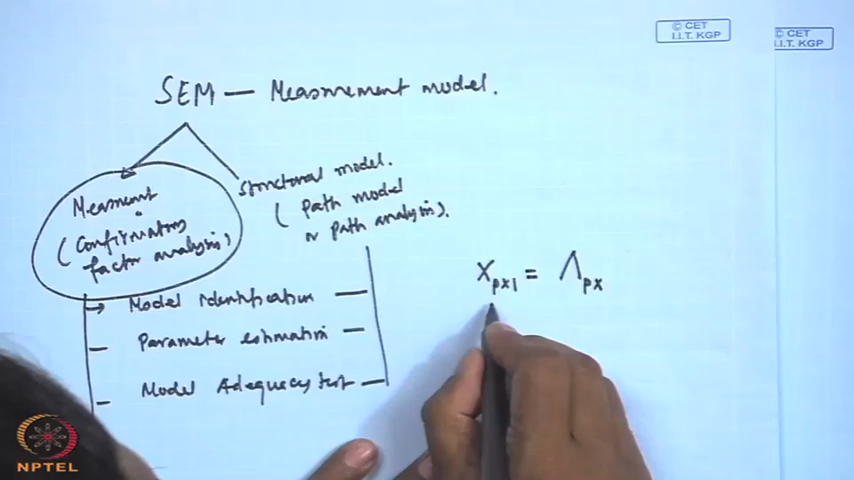 © CET
I.I.T. KGP
© CET
I.I.T. KGP
SEM — Measurement model.
Measment
(Confirmatory
factor analysis)
Structural model.
(Path model
or path analysis).
Model identification
Parameter estimation
Model Adequacy test
X p×1 = Λ p×
NPTEL